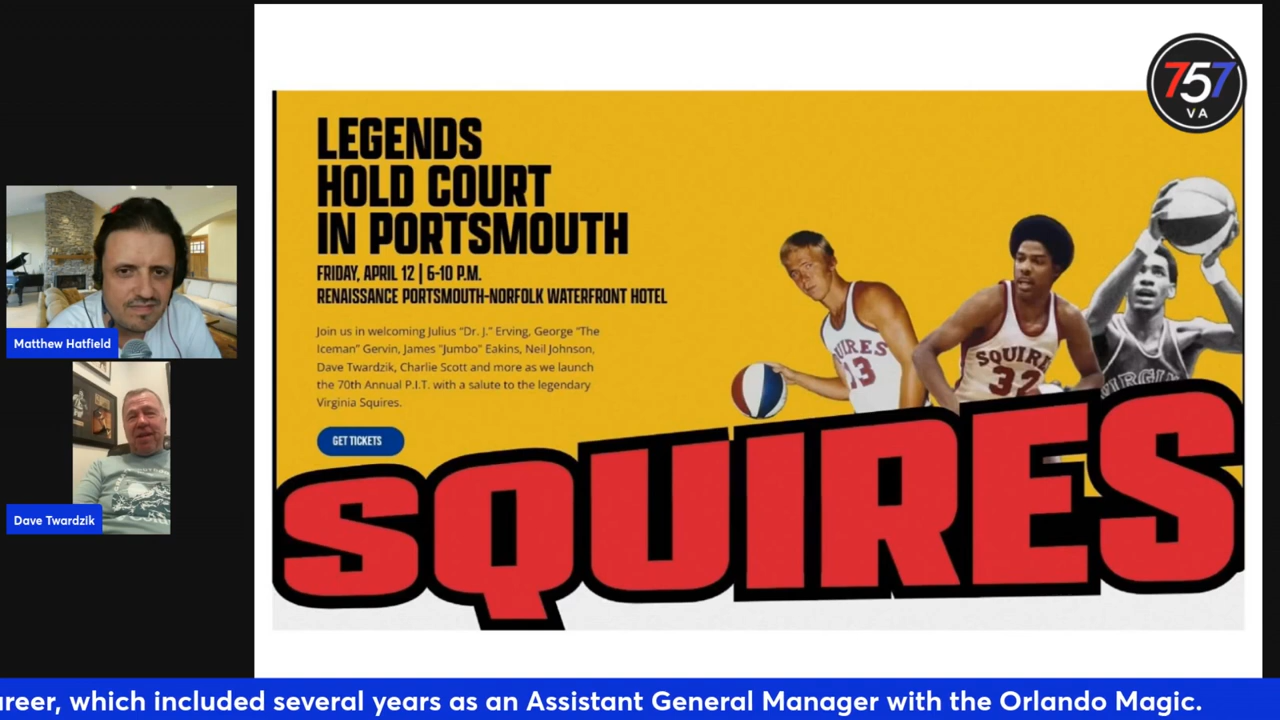 757
VA
LEGENDS
HOLD COURT
IN PORTSMOUTH
FRIDAY, APRIL 12 | 6-10 P.M.
RENAISSANCE PORTSMOUTH-NORFOLK WATERFRONT HOTEL
Join us in welcoming Julius "Dr. J." Erving, George "The
Iceman" Gervin, James "Jumbo" Eakins, Neil Johnson,
Dave Twardzik, Charlie Scott and more as we launch
the 70th Annual P.I.T. with a salute to the legendary
Virginia Squires.
GET TICKETS
UIRES
13
SQUIRE
32
VIRGIN
SQUIRES
Matthew Hatfield
Dave Twardzik
areer, which included several years as an Assistant General Manager with the Orlando Magic.